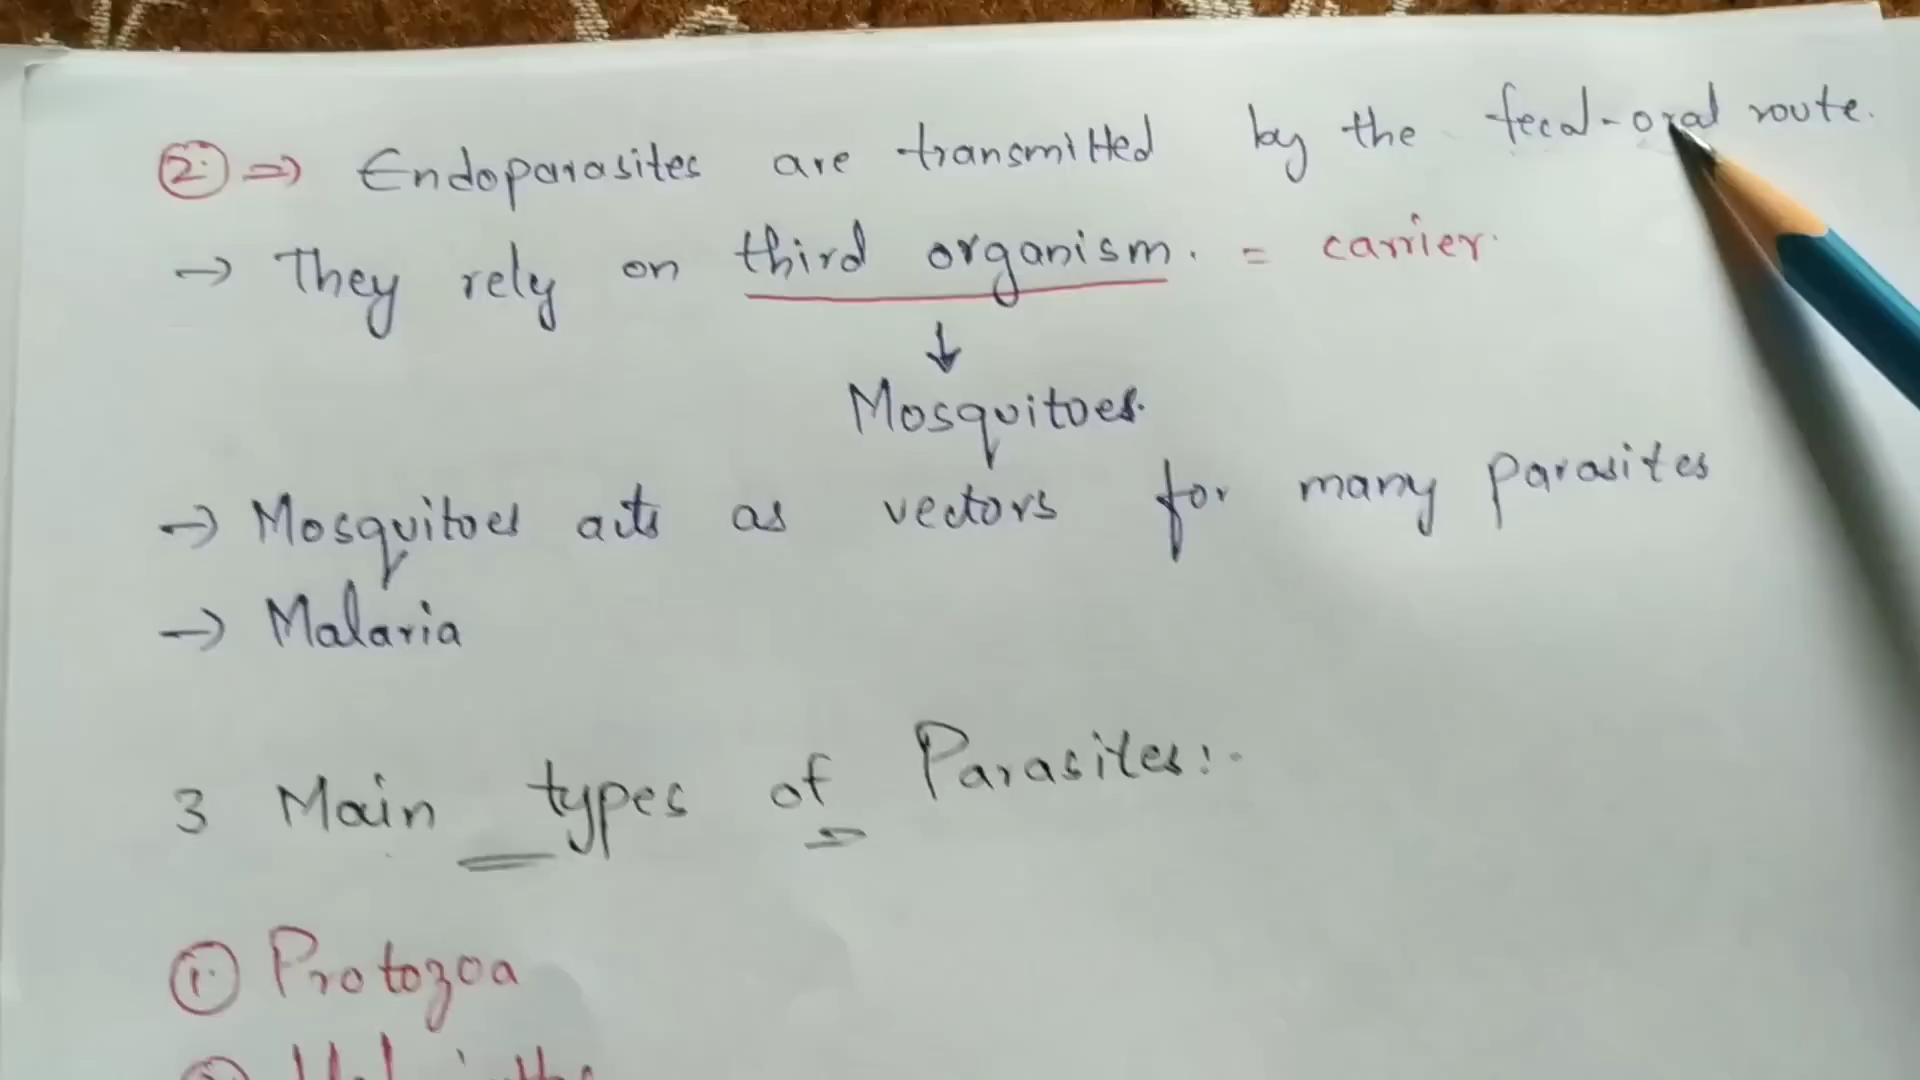 2. => Endoparasites are transmitted by the fecal-oral route.
-> They rely on third organism. = carrier.
↓
Mosquitoes.
-> Mosquitoes acts as vectors for many parasites
-> Malaria
3 Main types of Parasites:-
1. Protozoa